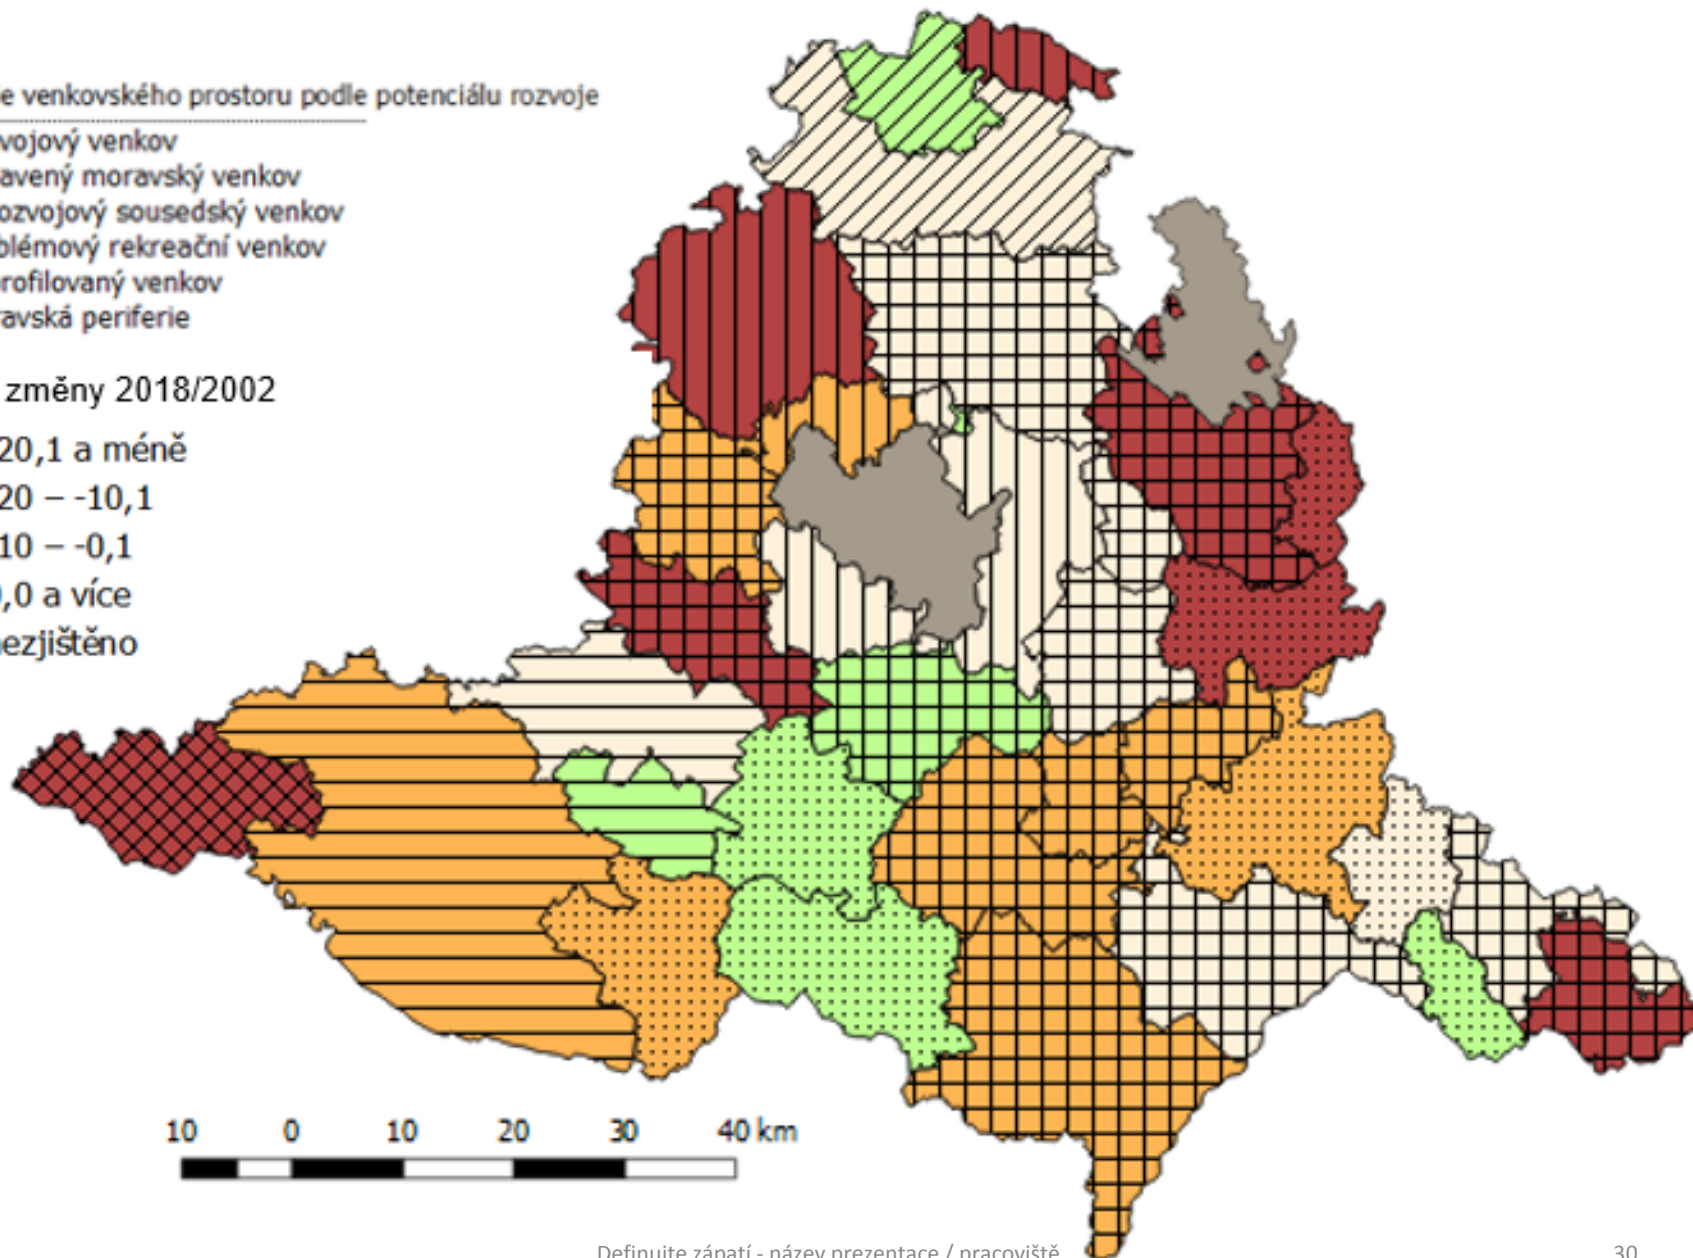 e venkovského prostoru podle potenciálu rozvoje
vojový venkov
avený moravský venkov
ozvojový sousedský venkov
blémový rekreační venkov
rofilovaný venkov
avská periferie
změny 2018/2002
20,1 a méně
20 – -10,1
10 – -0,1
,0 a více
nezjištěno
10 0 10 20 30 40 km
Definujte zápatí - název prezentace / pracoviště
30